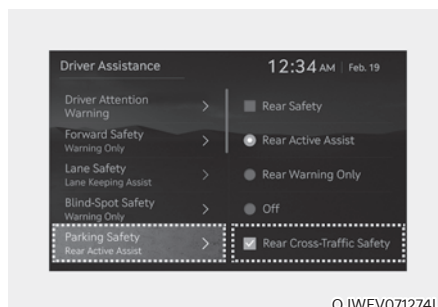 Driver Assistance
12:34 AM Feb. 19
Driver Attention
Warning
Forward Safety
Warning Only
Lane Safety
Lane Keeping Assist
Blind-Spot Safety
Warning Only
Parking Safety
Rear Active Assist
Rear Safety
Rear Active Assist
Rear Warning Only
Off
Rear Cross-Traffic Safety